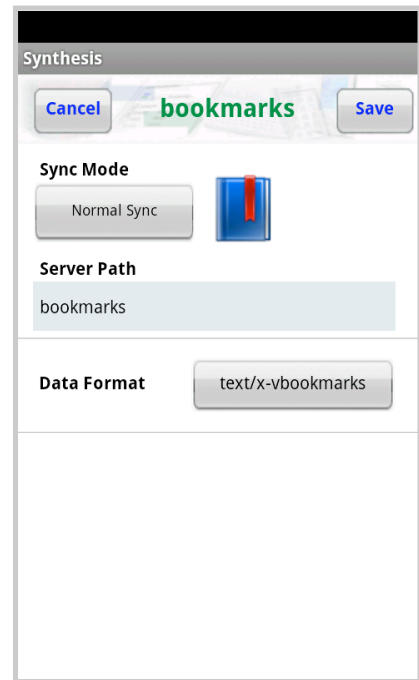 Synthesis
Cancel bookmarks Save
Sync Mode
Normal Sync
Server Path
bookmarks
Data Format text/x-vbookmarks